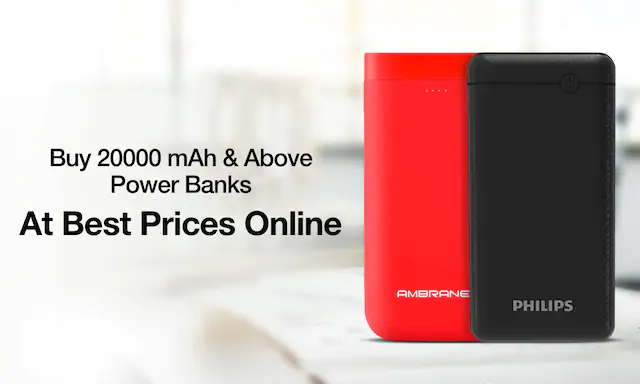 Buy 20000 mAh & Above
Power Banks
At Best Prices Online
AMBRANE
PHILIPS